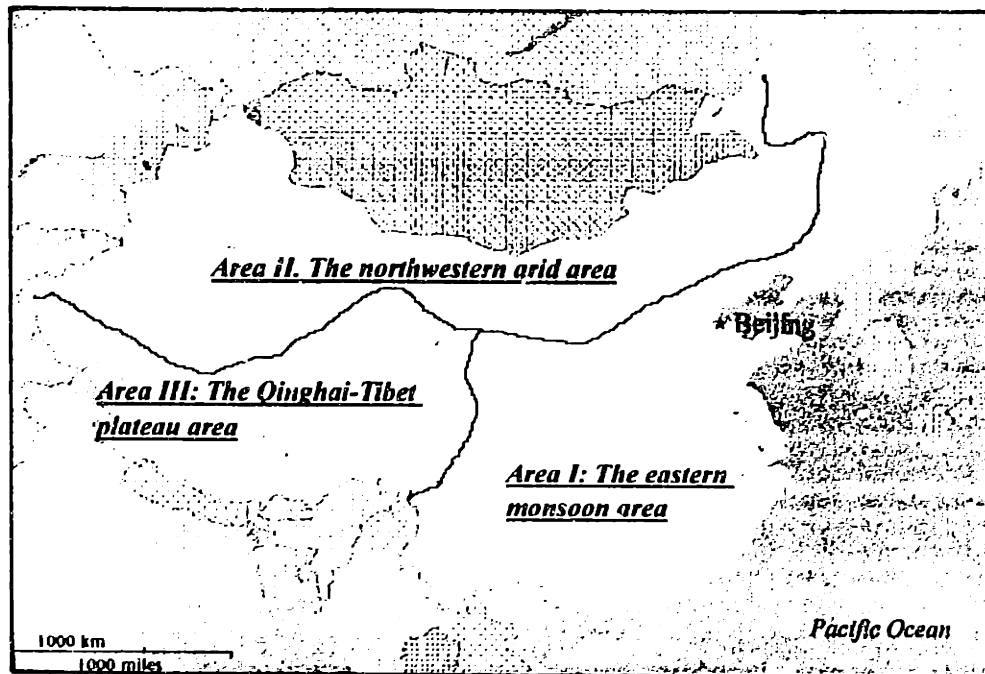 Area iI. The northwestern arid area
★ Beijing
Area III: The Qinghai-Tibet
plateau area
Area I: The eastern
monsoon area
Pacific Ocean
1000 km
1000 miles